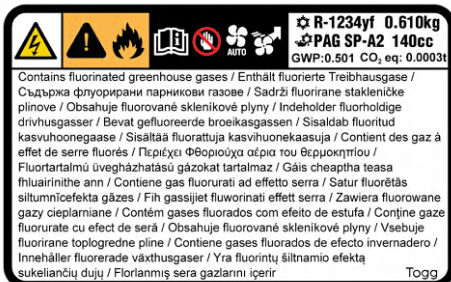 R-1234yf 0.610kg
PAG SP-A2 140cc
AUTO
GWP:0.501 CO₂ eq: 0.0003t
Contains fluorinated greenhouse gases / Enthält fluorierte Treibhausgase /
Съдържа флуорирани парникови газове / Sadrži florirane stakleničke
plinove / Obsahuje fluorované skleníkové plyny / Indeholder fluorholdige
drivhusgasser / Bevat gefluoreerde broeikasgassen / Sisaldab fluoritud
kasvuhoonegaase / Sisältää fluorattuja kasvihuonekaasuja / Contient des gaz à
effet de serre fluorés / Περιέχει Φθοριούχα αέρια του θερμοκηπίου /
Fluortartalmú üvegházhatású gázokat tartalmaz / Gáis cheaptha teasa
fhluairinithe ann / Contiene gas fluorurati ad effetto serra / Satur fluorētās
siltumnīcefekta gāzes / Fih gassijiet fluworinati effett serra / Zawiera fluorowane
gazy cieplarniane / Contém gases fluorados com efeito de estufa / Conţine gaze
fluorurate cu efect de seră / Obsahuje fluorované skleníkové plyny / Vsebuje
fluorirane toplogredne pline / Contiene gases fluorados de efecto invernadero /
Innehåller fluorerade växthusgaser / Yra fluorintų šiltnamio efektą
sukeliančių dujų / Florlanmış sera gazlarını içerir Togg